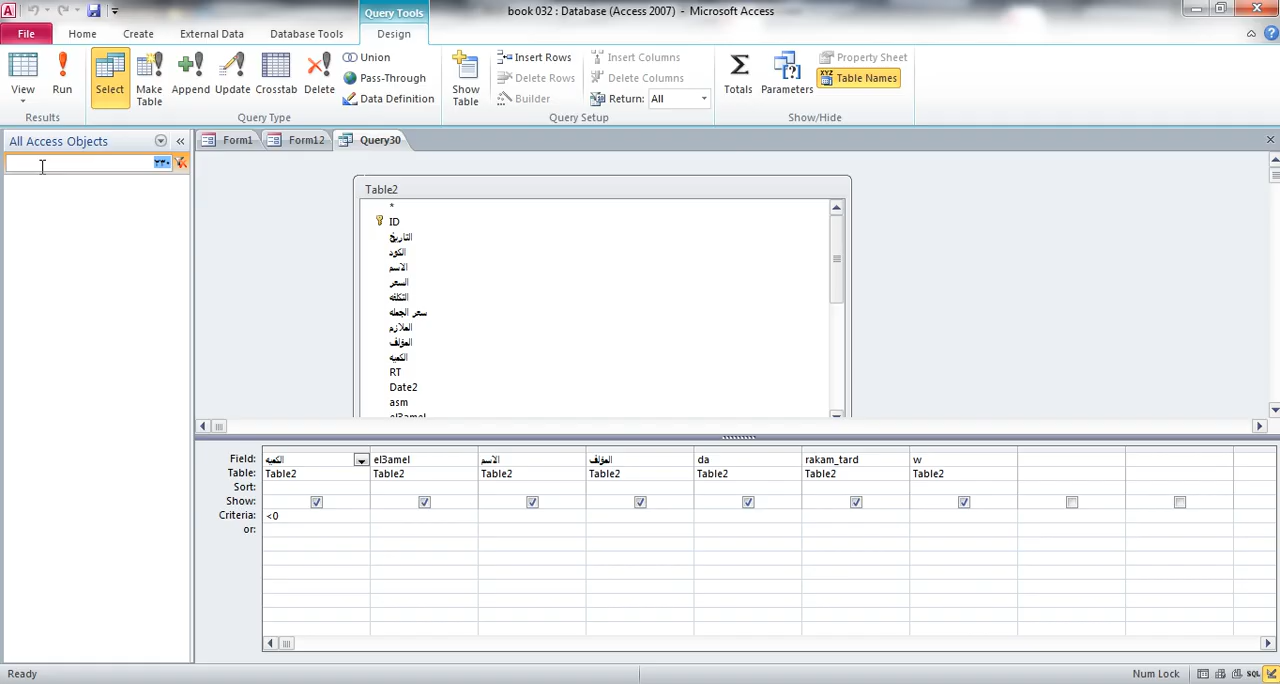 book 032 : Database (Access 2007) - Microsoft Access
Query Tools
File Home Create External Data Database Tools Design
View
Run
Results
Select
Make Table
Append
Update
Crosstab
Delete
Union
Pass-Through
Data Definition
Query Type
Show Table
Insert Rows
Delete Rows
Builder
Insert Columns
Delete Columns
Return: All
Query Setup
Totals
Parameters
Property Sheet
Table Names
Show/Hide
All Access Objects
٢٣٠
Form1 Form12 Query30
Table2
*
ID
التاريخ
الكود
الاسم
السعر
التكلفه
سعر الجمله
الملازم
المؤلف
الكميه
RT
Date2
asm
el3amel
Field: الكميه el3amel الاسم المؤلف da rakam_tard w
Table: Table2 Table2 Table2 Table2 Table2 Table2 Table2
Sort:
Show:
Criteria: <0
or:
Ready
Num Lock
SQL